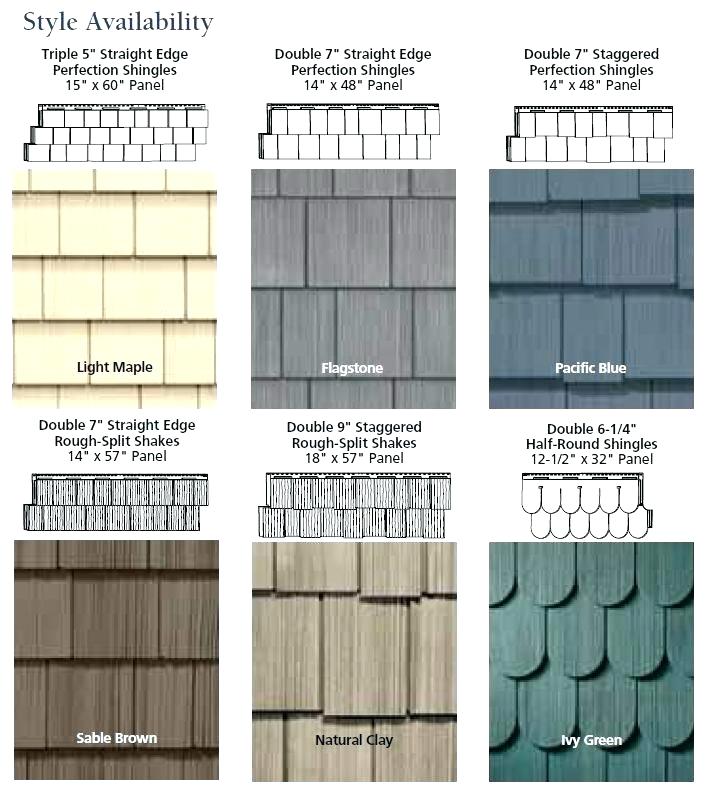 Style Availability
Triple 5" Straight Edge
Perfection Shingles
15" x 60" Panel
Double 7" Straight Edge
Perfection Shingles
14" x 48" Panel
Double 7" Staggered
Perfection Shingles
14" x 48" Panel
Light Maple
Flagstone
Pacific Blue
Double 7" Straight Edge
Rough-Split Shakes
14" x 57" Panel
Double 9" Staggered
Rough-Split Shakes
18" x 57" Panel
Double 6-1/4"
Half-Round Shingles
12-1/2" x 32" Panel
Sable Brown
Natural Clay
Ivy Green